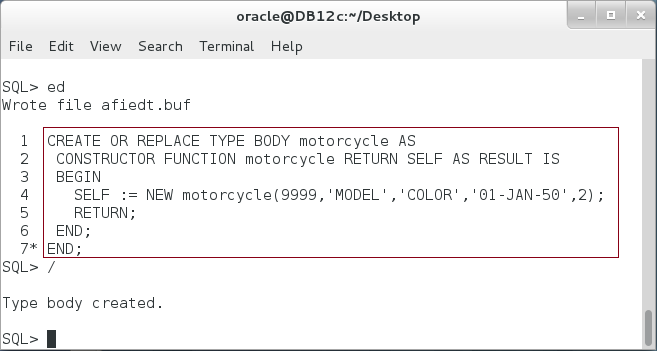 oracle@DB12c:~/Desktop
File Edit View Search Terminal Help
SQL> ed
Wrote file afiedt.buf
1 CREATE OR REPLACE TYPE BODY motorcycle AS
2 CONSTRUCTOR FUNCTION motorcycle RETURN SELF AS RESULT IS
3 BEGIN
4 SELF := NEW motorcycle(9999,'MODEL','COLOR','01-JAN-50',2);
5 RETURN;
6 END;
7* END;
SQL> /
Type body created.
SQL>